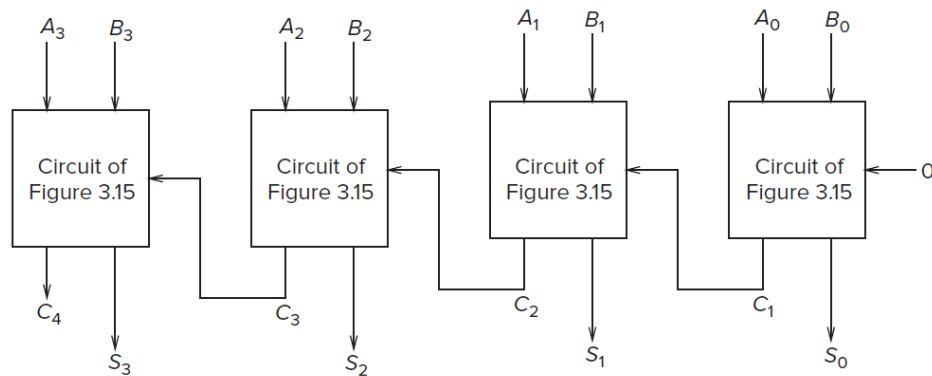 A₃ B₃ A₂ B₂ A₁ B₁ A₀ B₀
Circuit of Circuit of Circuit of Circuit of
Figure 3.15 Figure 3.15 Figure 3.15 Figure 3.15 0
C₄ C₃ C₂ C₁
S₃ S₂ S₁ S₀